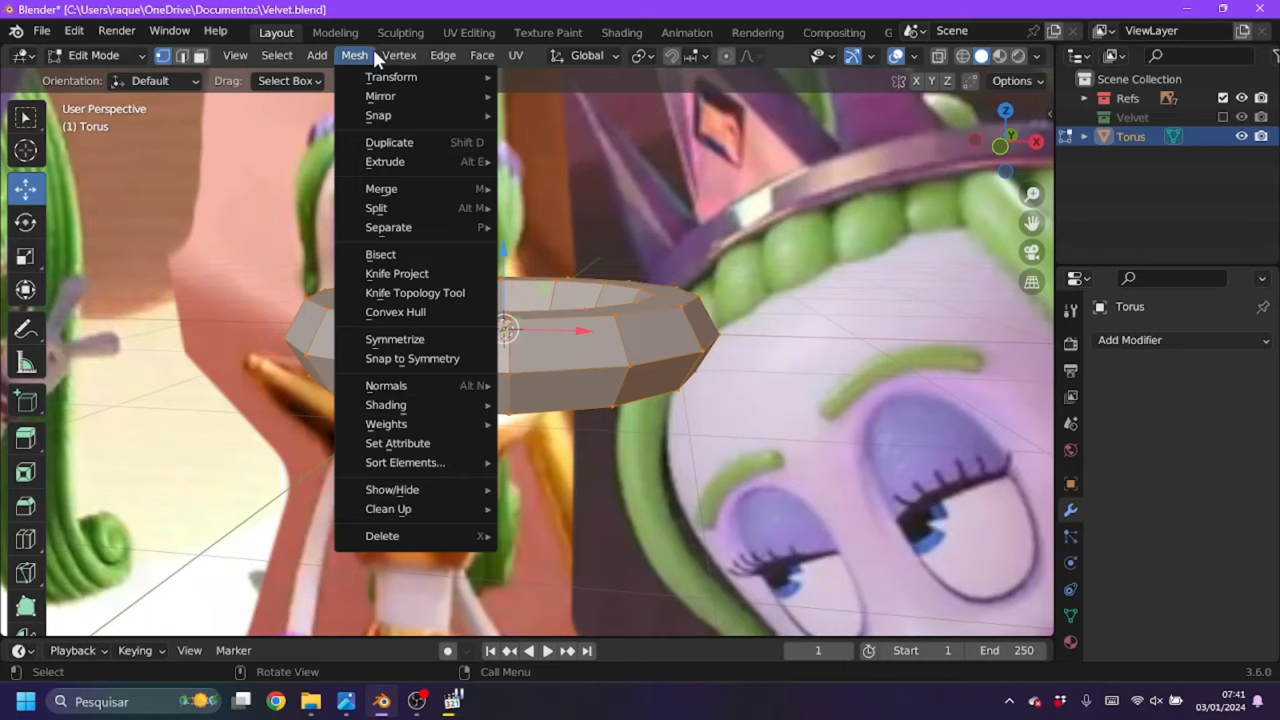 Blender* [C:\Users\raque\OneDrive\Documentos\Velvet.blend]
File Edit Render Window Help Layout Modeling Sculpting UV Editing Texture Paint Shading Animation Rendering Compositing Scene ViewLayer
Edit Mode View Select Add Mesh Vertex Edge Face UV Global
Orientation: Default Drag: Select Box X Y Z Options
User Perspective
(1) Torus
Transform
Mirror
Snap
Duplicate Shift D
Extrude Alt E
Merge M
Split Alt M
Separate P
Bisect
Knife Project
Knife Topology Tool
Convex Hull
Symmetrize
Snap to Symmetry
Normals Alt N
Shading
Weights
Set Attribute
Sort Elements...
Show/Hide
Clean Up
Delete X
Z
Y
X
Scene Collection
Refs 7
Velvet
Torus
Torus
Add Modifier
Playback Keying View Marker 1 Start 1 End 250
Select Rotate View Call Menu 3.6.0
Pesquisar
07:41
03/01/2024